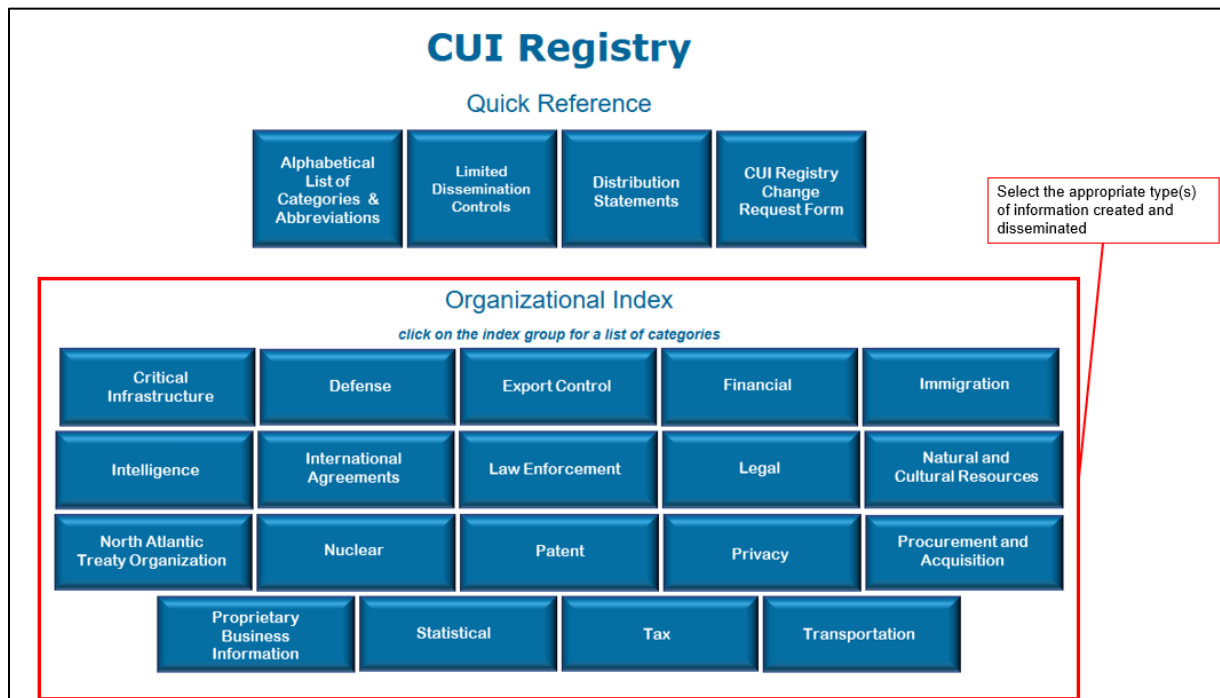 CUI Registry
Quick Reference
Alphabetical
List of
Categories &
Abbreviations
Limited
Dissemination
Controls
Distribution
Statements
CUI Registry
Change
Request Form
Select the appropriate type(s)
of information created and
disseminated
Organizational Index
click on the index group for a list of categories
Critical
Infrastructure
Defense
Export Control
Financial
Immigration
Intelligence
International
Agreements
Law Enforcement
Legal
Natural and
Cultural Resources
North Atlantic
Treaty Organization
Nuclear
Patent
Privacy
Procurement and
Acquisition
Proprietary
Business
Information
Statistical
Tax
Transportation